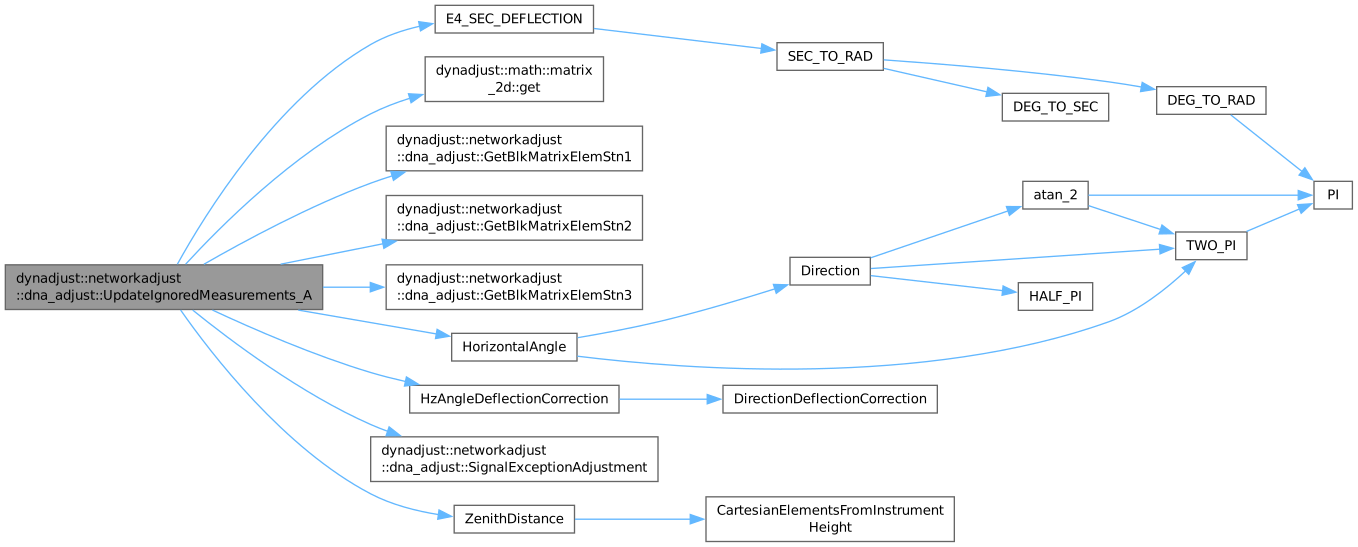 E4_SEC_DEFLECTION
SEC_TO_RAD
dynadjust::math::matrix
_2d::get
DEG_TO_SEC
DEG_TO_RAD
dynadjust::networkadjust
::dna_adjust::GetBlkMatrixElemStn1
dynadjust::networkadjust
::dna_adjust::GetBlkMatrixElemStn2
atan_2
PI
TWO_PI
dynadjust::networkadjust
::dna_adjust::UpdateIgnoredMeasurements_A
dynadjust::networkadjust
::dna_adjust::GetBlkMatrixElemStn3
Direction
HALF_PI
HorizontalAngle
HzAngleDeflectionCorrection
DirectionDeflectionCorrection
dynadjust::networkadjust
::dna_adjust::SignalExceptionAdjustment
ZenithDistance
CartesianElementsFromInstrument
Height